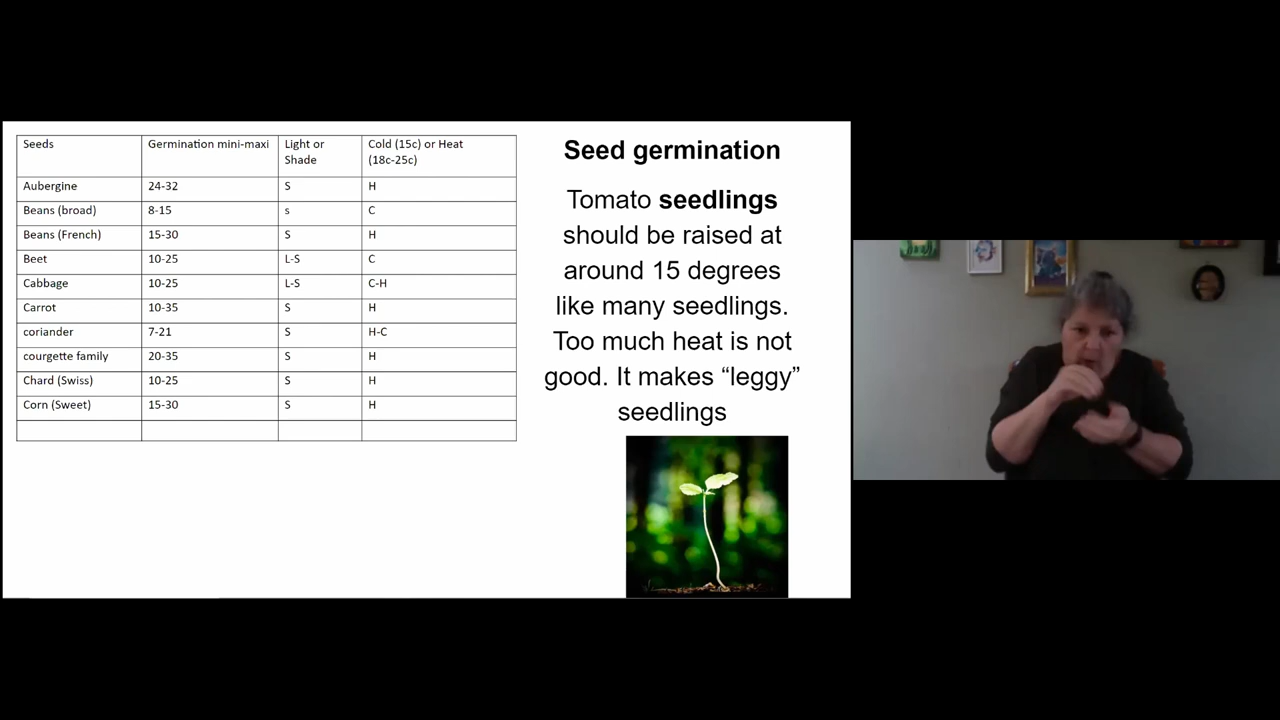 Seeds Germination mini-maxi Light or Shade Cold (15c) or Heat (18c-25c)
Aubergine 24-32 S H
Beans (broad) 8-15 s C
Beans (French) 15-30 S H
Beet 10-25 L-S C
Cabbage 10-25 L-S C-H
Carrot 10-35 S H
coriander 7-21 S H-C
courgette family 20-35 S H
Chard (Swiss) 10-25 S H
Corn (Sweet) 15-30 S H
Seed germination
Tomato seedlings
should be raised at
around 15 degrees
like many seedlings.
Too much heat is not
good. It makes “leggy”
seedlings